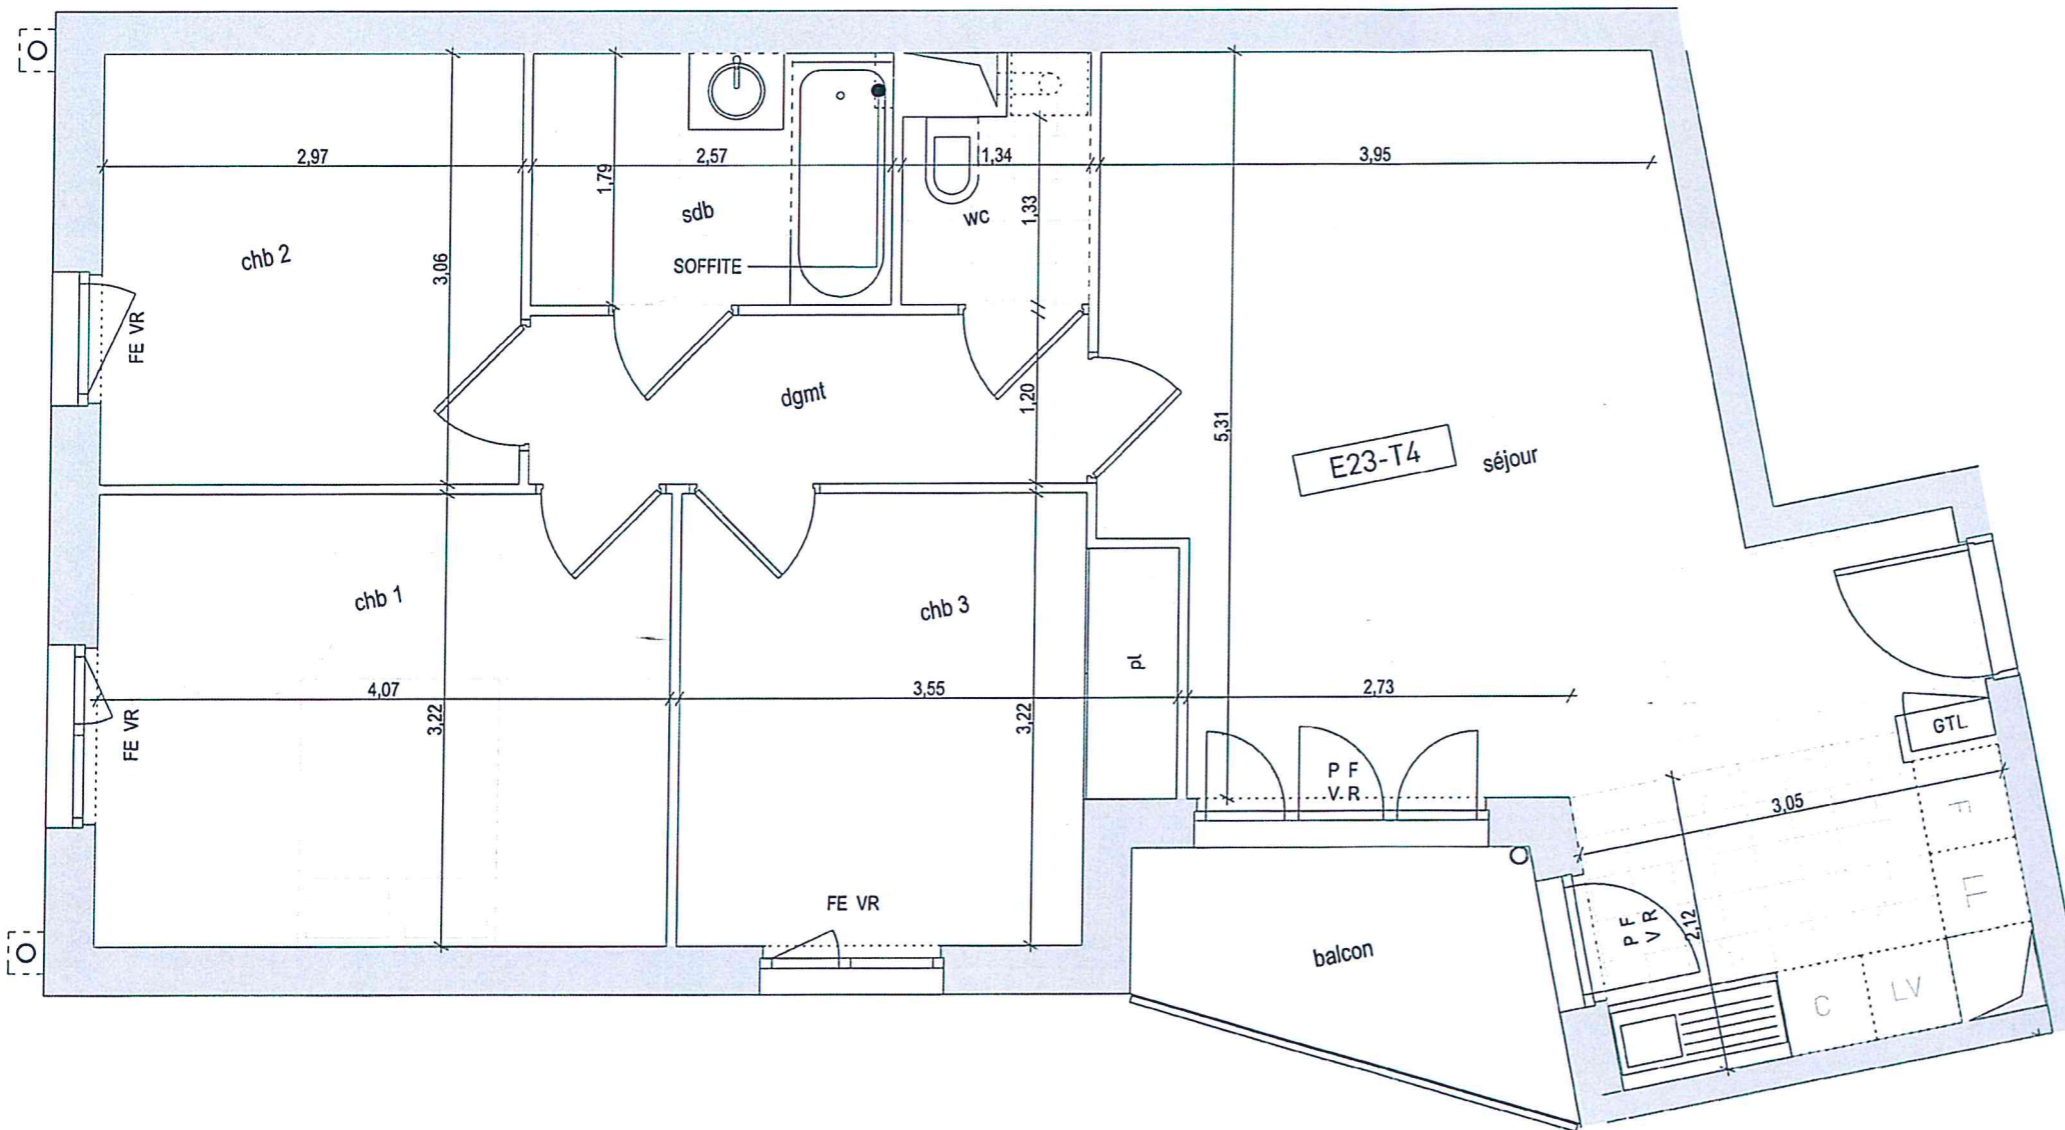 2,97
2,57
1,34
3,95
1,79
sdb
wc
1,33
chb 2
3,06
SOFFITE
FE VR
dgmt
1,20
5,31
E23-T4
séjour
chb 1
chb 3
pl
4,07
3,55
2,73
FE VR
3,22
3,22
GTL
P F
V R
3,05
F
LL
FE VR
P F
V R
2,12
balcon
C
LV